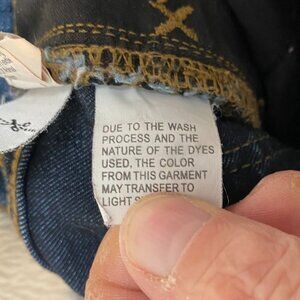 DUE TO THE WASH
PROCESS AND THE
NATURE OF THE DYES
USED, THE COLOR
FROM THIS GARMENT
MAY TRANSFER TO
LIGHT